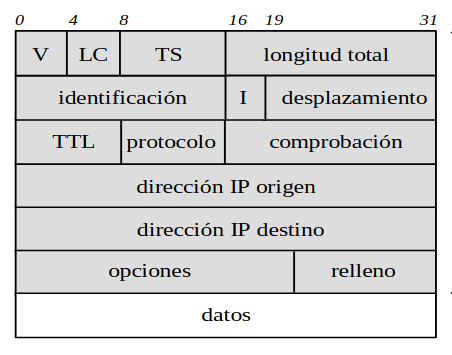 0 4 8 16 19 31
V LC TS longitud total
identificación I desplazamiento
TTL protocolo comprobación
dirección IP origen
dirección IP destino
opciones relleno
datos